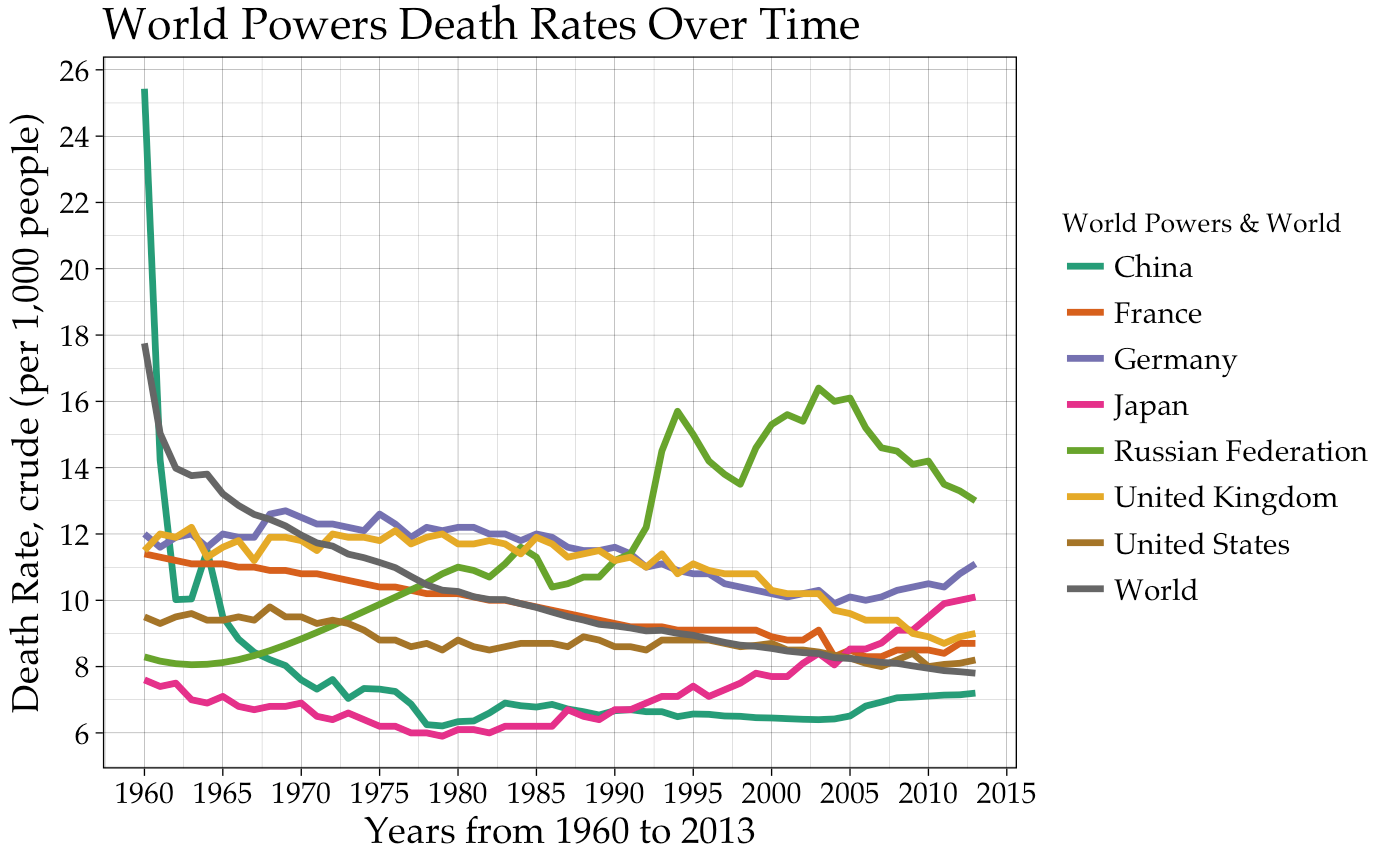 World Powers Death Rates Over Time
Death Rate, crude (per 1,000 people)
26
24
22
20
18
16
14
12
10
8
6
1960 1965 1970 1975 1980 1985 1990 1995 2000 2005 2010 2015
Years from 1960 to 2013
World Powers & World
China
France
Germany
Japan
Russian Federation
United Kingdom
United States
World